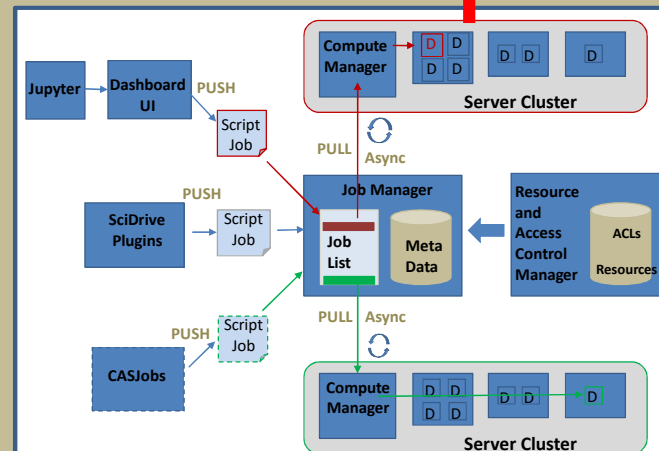 Jupyter
Dashboard
UI
PUSH
Script
Job
Compute
Manager
D
D
D
D
D
D
D
Server Cluster
PULL
Async
SciDrive
Plugins
PUSH
Script
Job
Job Manager
Job
List
Meta
Data
Resource
and
Access
Control
Manager
ACLs
Resources
PULL
Async
CASJobs
PUSH
Script
Job
Compute
Manager
D
D
D
D
D
D
D
Server Cluster